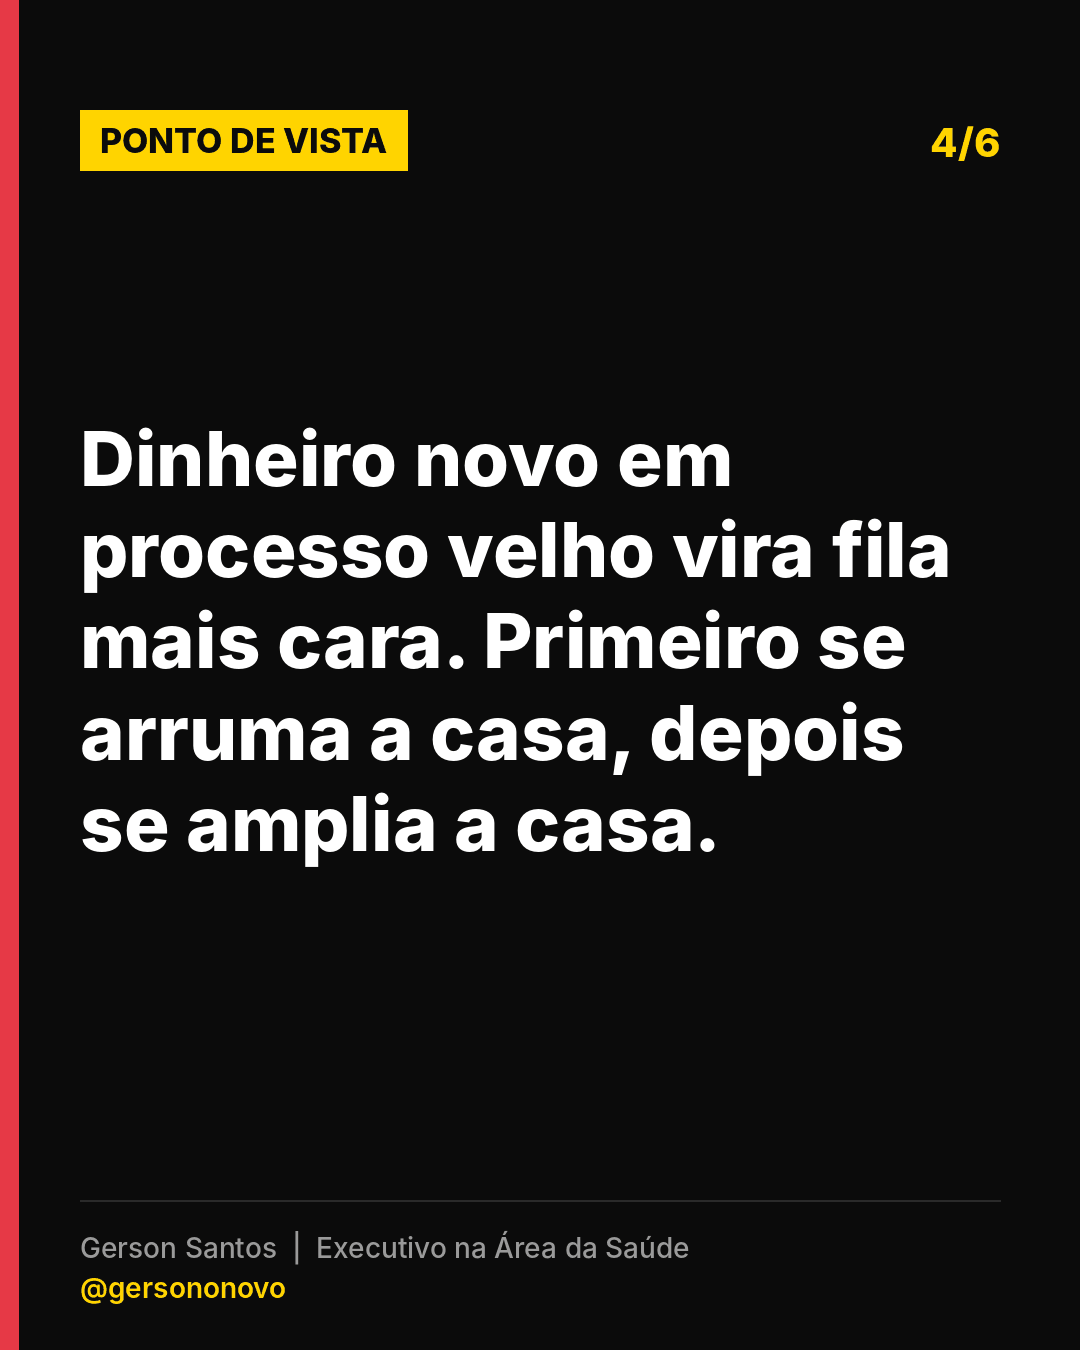 PONTO DE VISTA
4/6
Dinheiro novo em
processo velho vira fila
mais cara. Primeiro se
arruma a casa, depois
se amplia a casa.
Gerson Santos | Executivo na Área da Saúde
@gersononovo